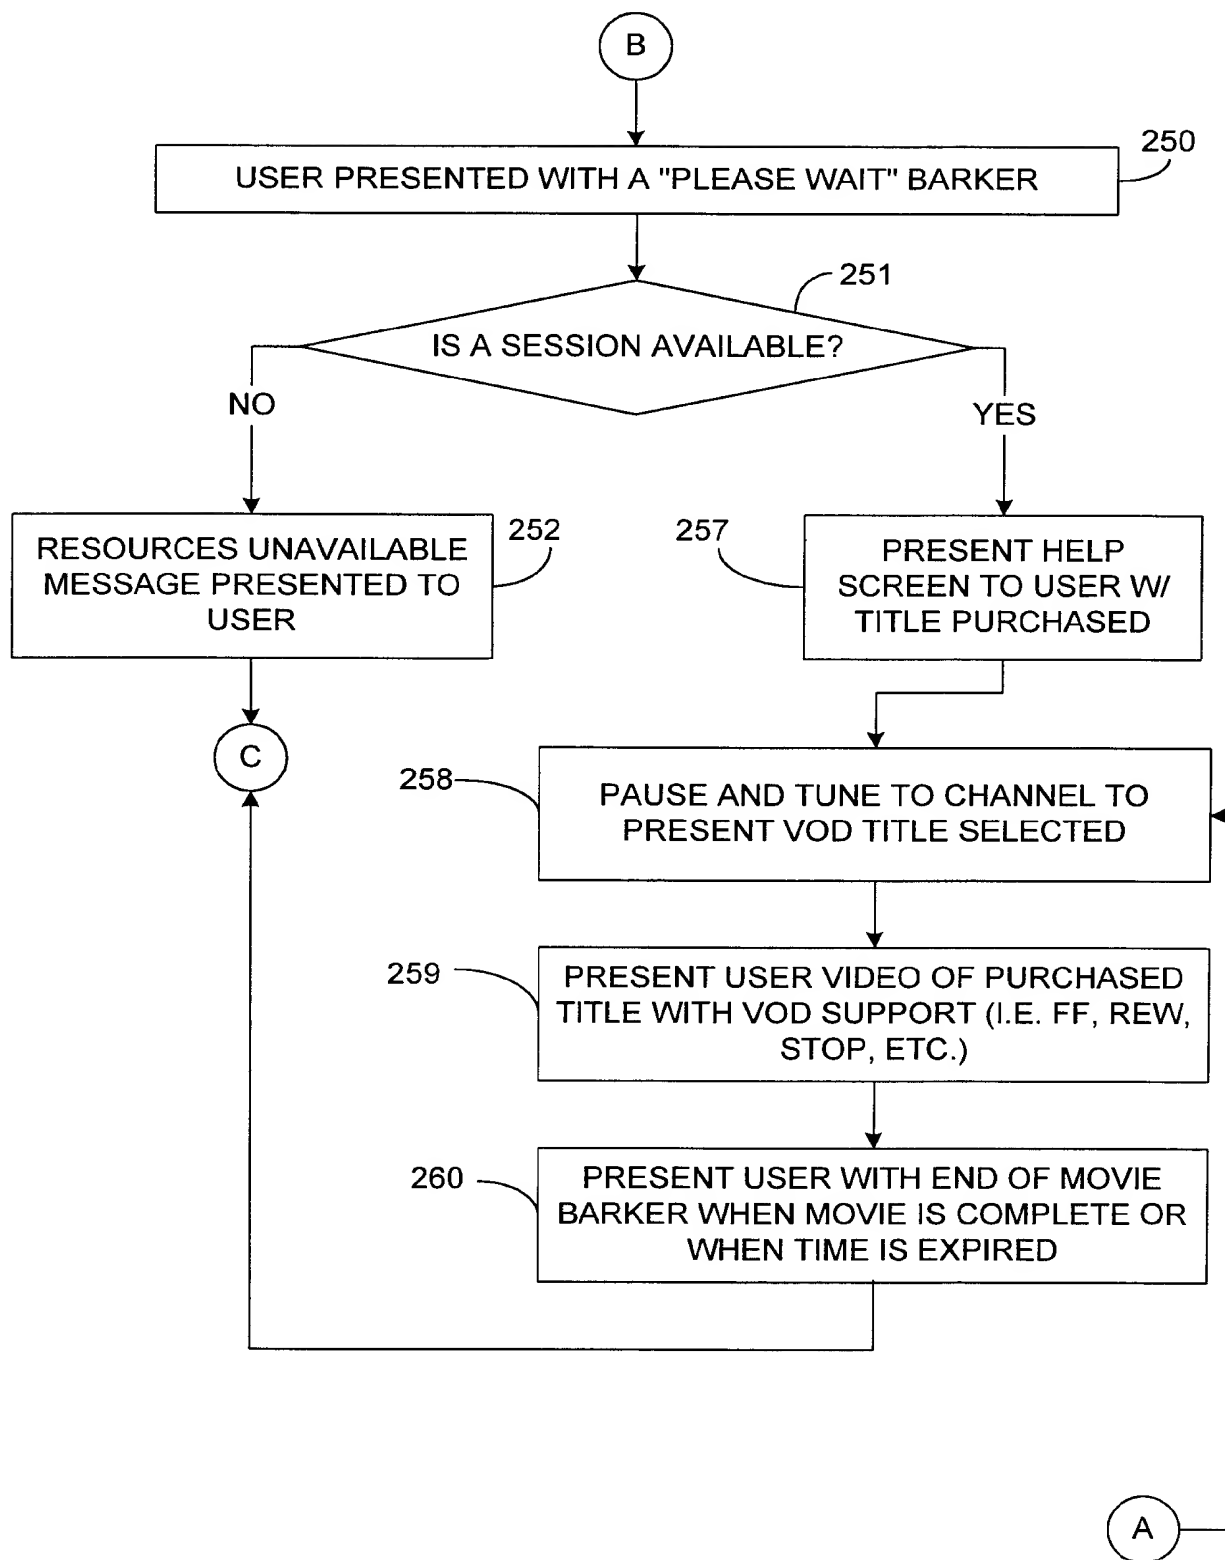 B
250
USER PRESENTED WITH A "PLEASE WAIT" BARKER
251
IS A SESSION AVAILABLE?
NO
YES
252
RESOURCES UNAVAILABLE
MESSAGE PRESENTED TO
USER
257
PRESENT HELP
SCREEN TO USER W/
TITLE PURCHASED
C
258
PAUSE AND TUNE TO CHANNEL TO
PRESENT VOD TITLE SELECTED
259
PRESENT USER VIDEO OF PURCHASED
TITLE WITH VOD SUPPORT (I.E. FF, REW,
STOP, ETC.)
260
PRESENT USER WITH END OF MOVIE
BARKER WHEN MOVIE IS COMPLETE OR
WHEN TIME IS EXPIRED
A